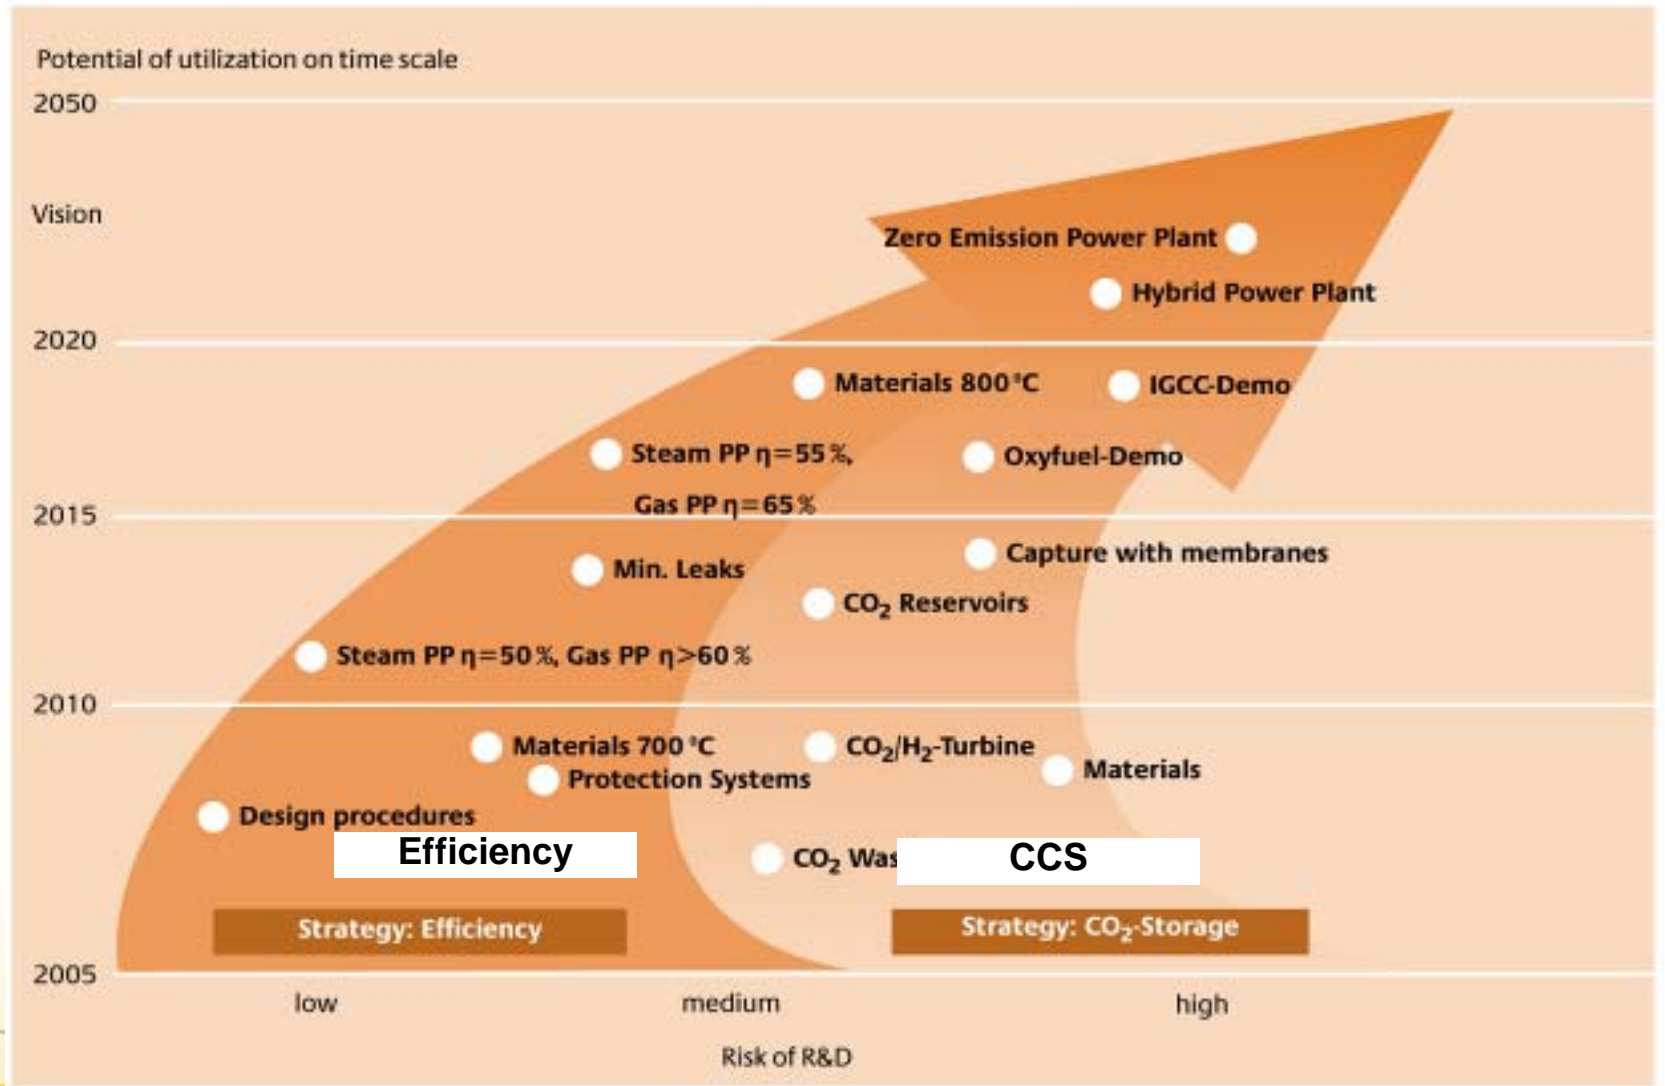 Potential of utilization on time scale
2050
Vision
Zero Emission Power Plant
Hybrid Power Plant
2020
Materials 800 °C
IGCC-Demo
Steam PP η=55 %,
Oxyfuel-Demo
Gas PP η=65 %
2015
Capture with membranes
Min. Leaks
CO₂ Reservoirs
Steam PP η=50 %, Gas PP η>60 %
2010
Materials 700 °C
CO₂/H₂-Turbine
Materials
Protection Systems
Design procedures
Efficiency
CO₂
CCS
Strategy: Efficiency
Strategy: CO₂-Storage
2005
low
medium
high
Risk of R&D